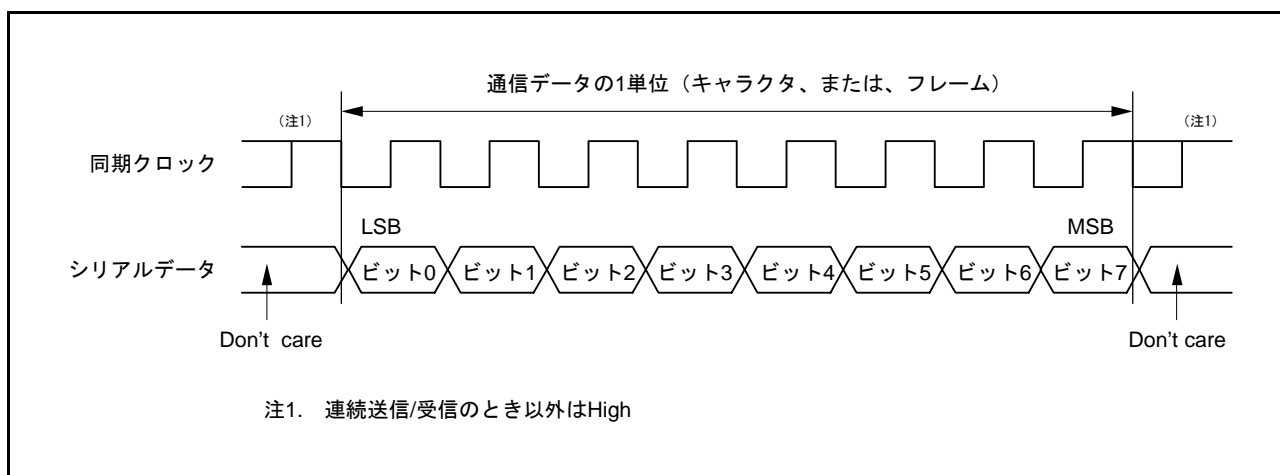 通信データの1単位（キャラクタ、または、フレーム）
（注1）
（注1）
同期クロック
LSB
MSB
シリアルデータ
ビット0 ビット1 ビット2 ビット3 ビット4 ビット5 ビット6 ビット7
Don't care
Don't care
注1. 連続送信/受信のとき以外はHigh